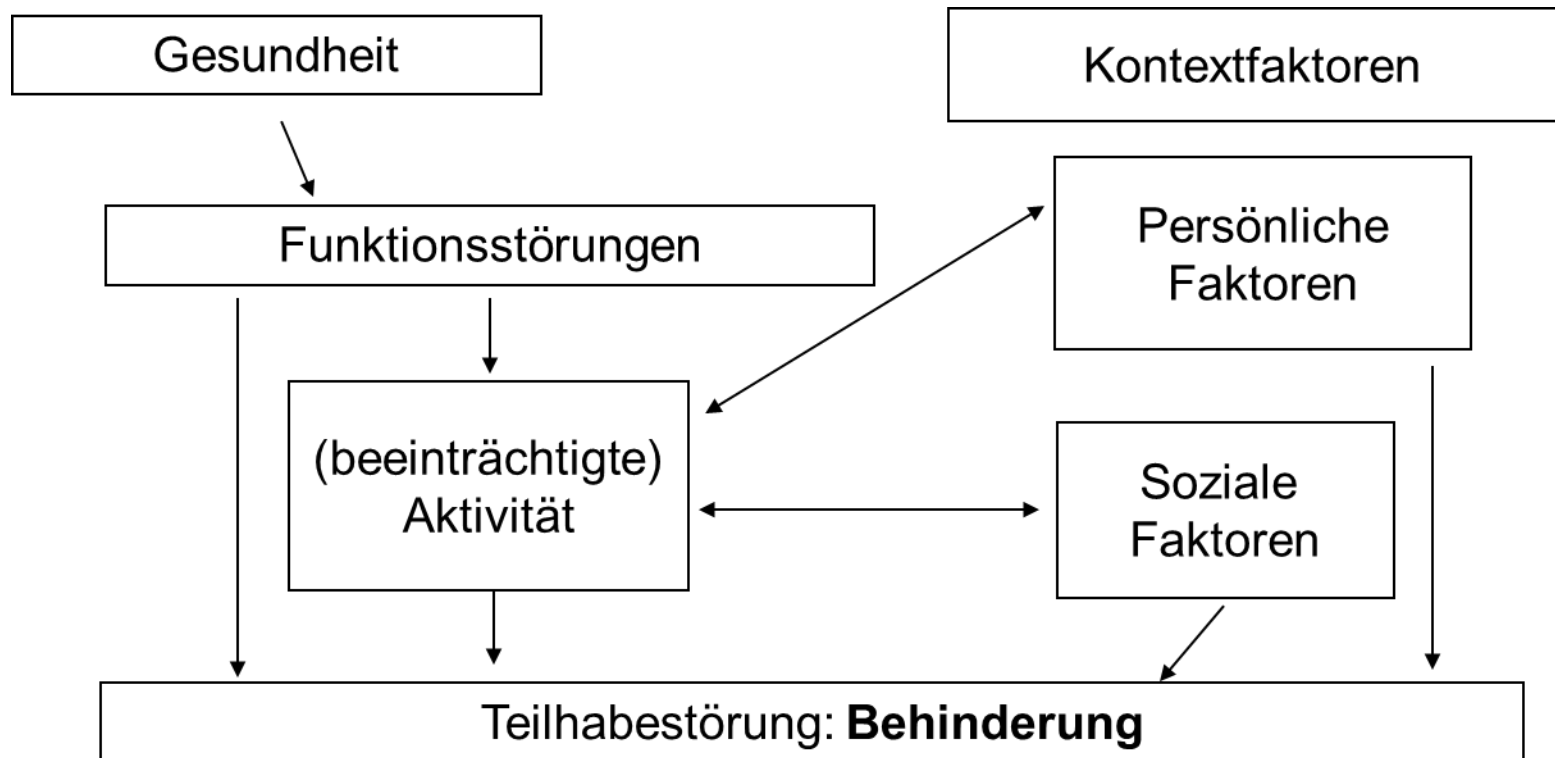 Gesundheit
Kontextfaktoren
Funktionsstörungen
Persönliche
Faktoren
(beeinträchtigte)
Aktivität
Soziale
Faktoren
Teilhabestörung: Behinderung